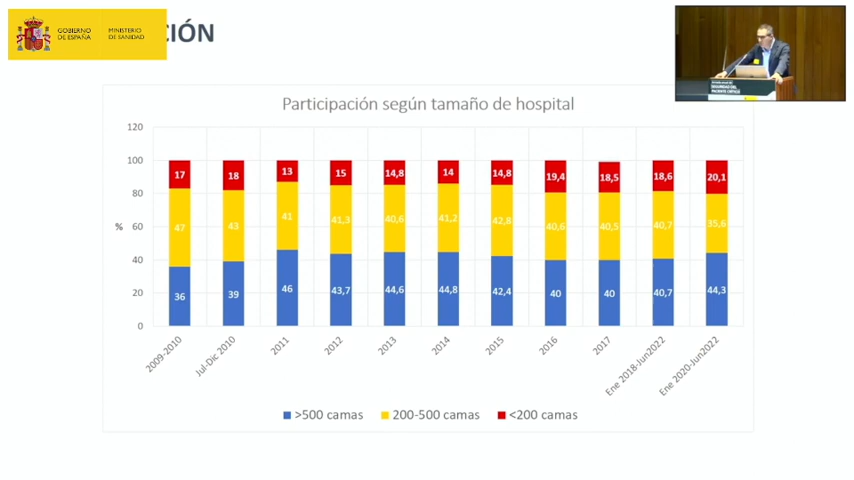 GOBIERNO
DE ESPAÑA
MINISTERIO
DE SANIDAD
CIÓN
SEGURIDAD DEL
PACIENTE CRÍTICO
Participación según tamaño de hospital
120
100
80
60
40
20
0
%
17 18 13 15 14,8 14 14,8 19,4 18,5 18,6 20,1
47 43 41 41,3 40,6 41,2 42,8 40,6 40,5 40,7 35,6
36 39 46 43,7 44,6 44,8 42,4 40 40 40,7 44,3
2009-2010 Jul-Dic 2010 2011 2012 2013 2014 2015 2016 2017 Ene 2018-Jun2022 Ene 2020-Jun2022
>500 camas 200-500 camas <200 camas